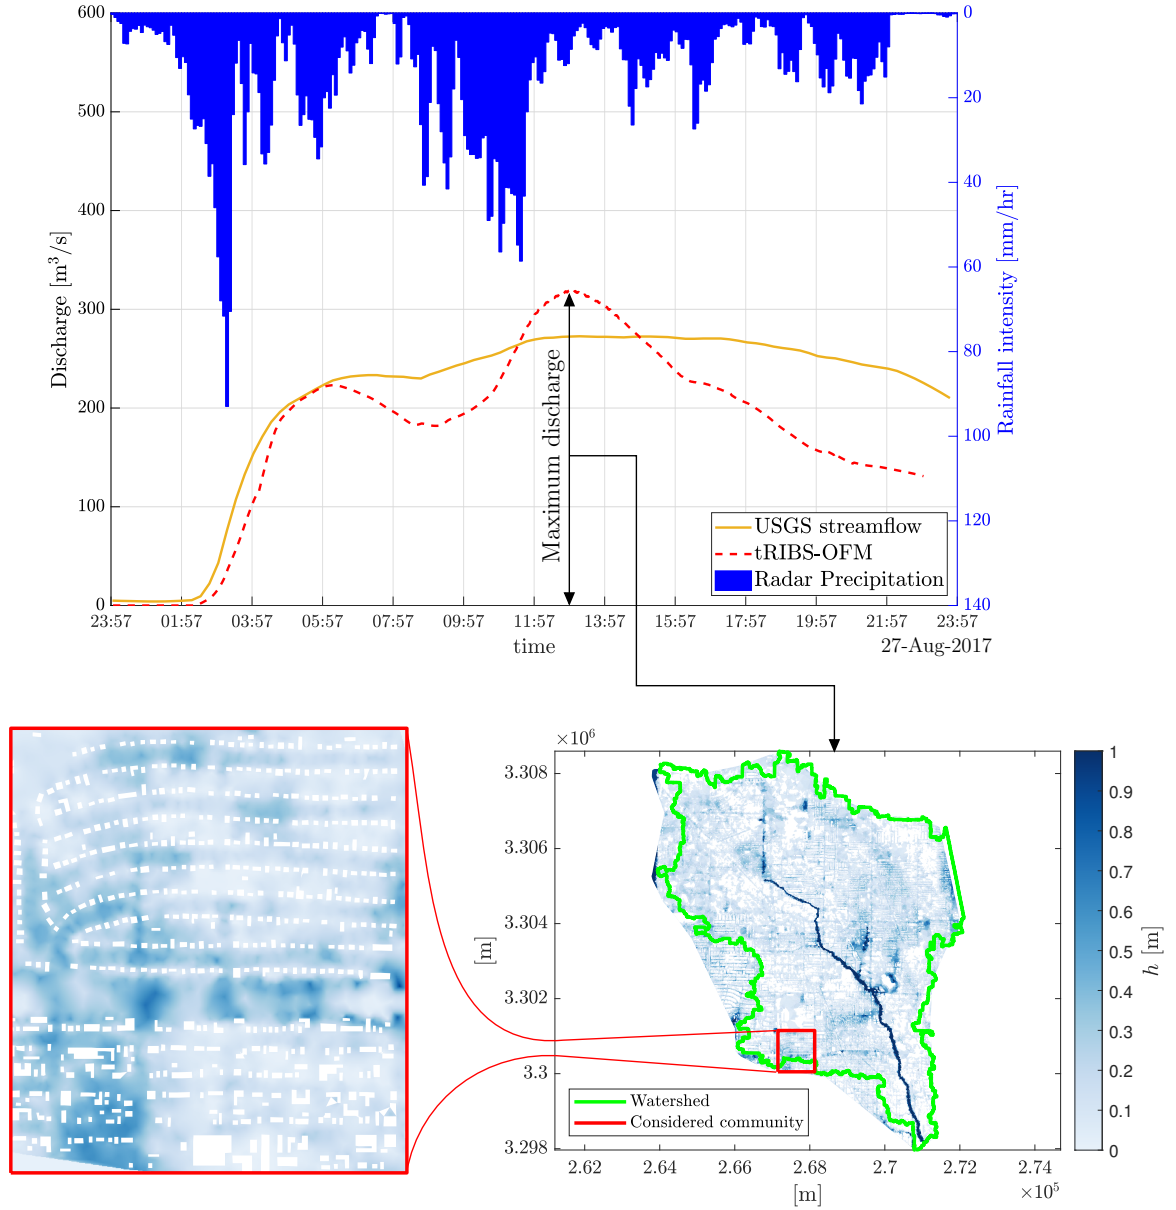 600
500
400
300
200
100
0
Discharge [m³/s]
0
20
40
60
80
100
120
140
Rainfall intensity [mm/hr]
Maximum discharge
USGS streamflow
tRIBS-OFM
Radar Precipitation
23:57 01:57 03:57 05:57 07:57 09:57 11:57 13:57 15:57 17:57 19:57 21:57 23:57
time
27-Aug-2017
×10⁶
3.308
3.306
3.304
3.302
3.3
3.298
[m]
Watershed
Considered community
2.62 2.64 2.66 2.68 2.7 2.72 2.74
[m]
×10⁵
1
0.9
0.8
0.7
0.6
0.5
0.4
0.3
0.2
0.1
0
h [m]